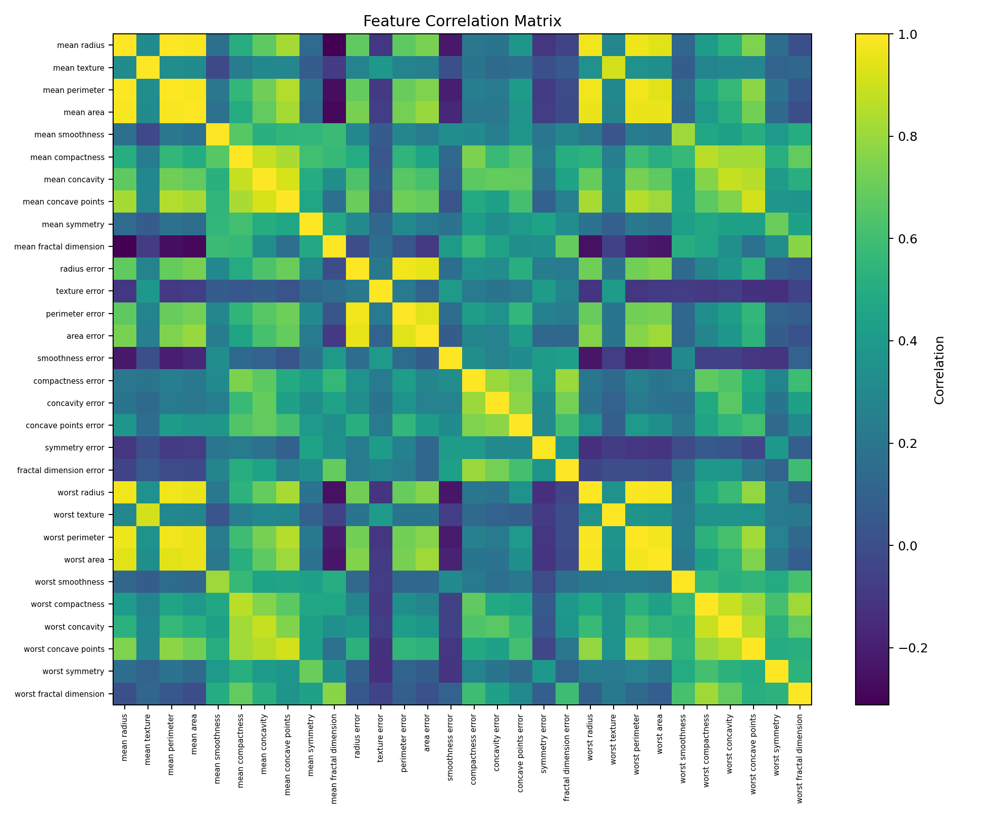 Feature Correlation Matrix
mean radius
mean texture
mean perimeter
mean area
mean smoothness
mean compactness
mean concavity
mean concave points
mean symmetry
mean fractal dimension
radius error
texture error
perimeter error
area error
smoothness error
compactness error
concavity error
concave points error
symmetry error
fractal dimension error
worst radius
worst texture
worst perimeter
worst area
worst smoothness
worst compactness
worst concavity
worst concave points
worst symmetry
worst fractal dimension
mean radius
mean texture
mean perimeter
mean area
mean smoothness
mean compactness
mean concavity
mean concave points
mean symmetry
mean fractal dimension
radius error
texture error
perimeter error
area error
smoothness error
compactness error
concavity error
concave points error
symmetry error
fractal dimension error
worst radius
worst texture
worst perimeter
worst area
worst smoothness
worst compactness
worst concavity
worst concave points
worst symmetry
worst fractal dimension
1.0
0.8
0.6
0.4
0.2
0.0
−0.2
Correlation